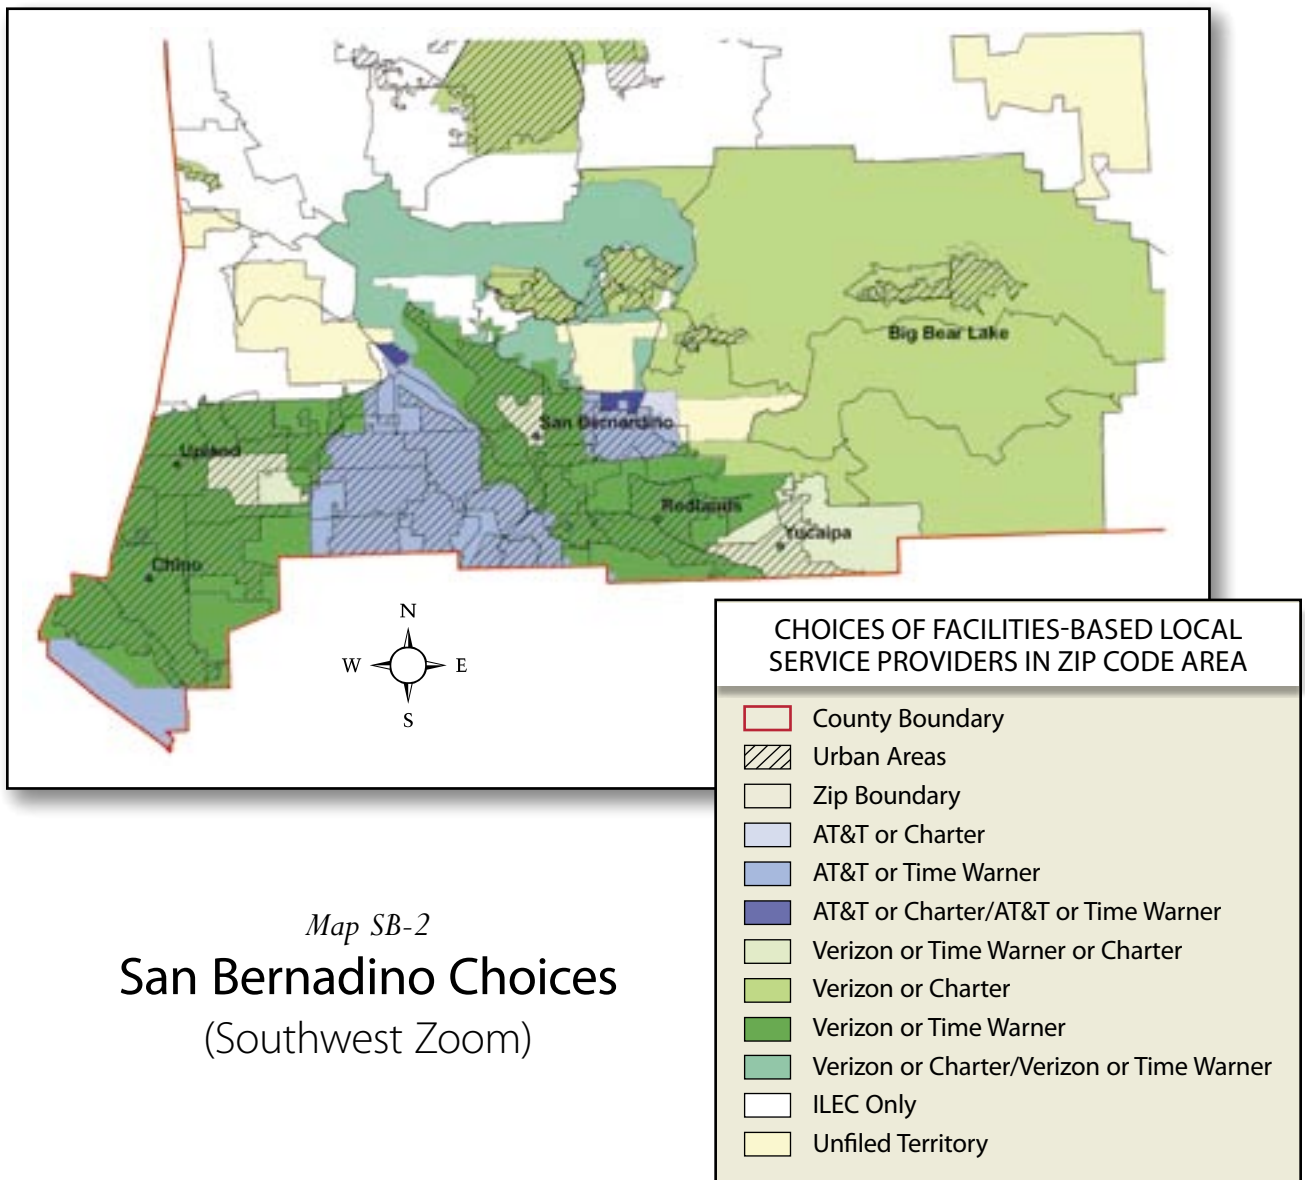 Big Bear Lake
San Bernardino
Upland
Redlands
Yucaipa
Chino
N
W E
S
CHOICES OF FACILITIES-BASED LOCAL
SERVICE PROVIDERS IN ZIP CODE AREA
County Boundary
Urban Areas
Zip Boundary
AT&T or Charter
AT&T or Time Warner
AT&T or Charter/AT&T or Time Warner
Verizon or Time Warner or Charter
Verizon or Charter
Verizon or Time Warner
Verizon or Charter/Verizon or Time Warner
ILEC Only
Unfiled Territory
Map SB-2
San Bernadino Choices
(Southwest Zoom)